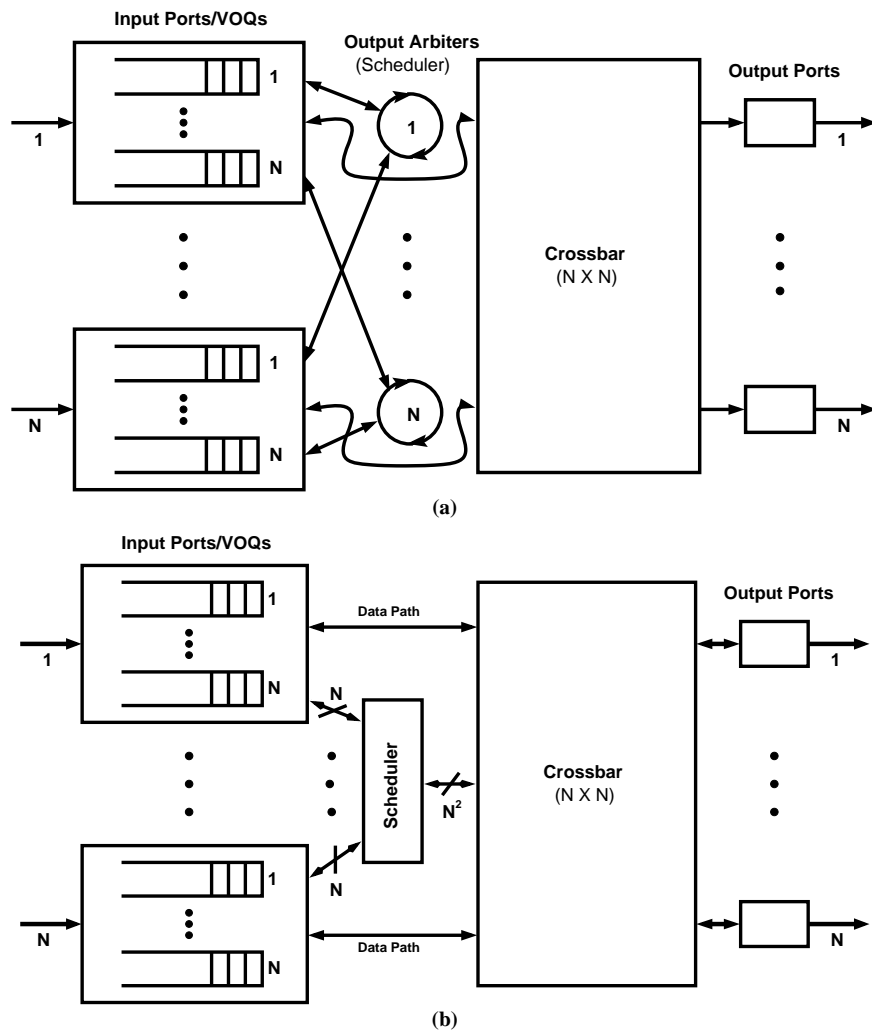 Input Ports/VOQs
Output Arbiters
(Scheduler)
Output Ports
1
N
1
1
1
Crossbar
(N X N)
1
N
N
N
N
(a)
Input Ports/VOQs
Output Ports
1
N
1
Data Path
1
N
Scheduler
N²
Crossbar
(N X N)
1
N
N
N
Data Path
N
(b)